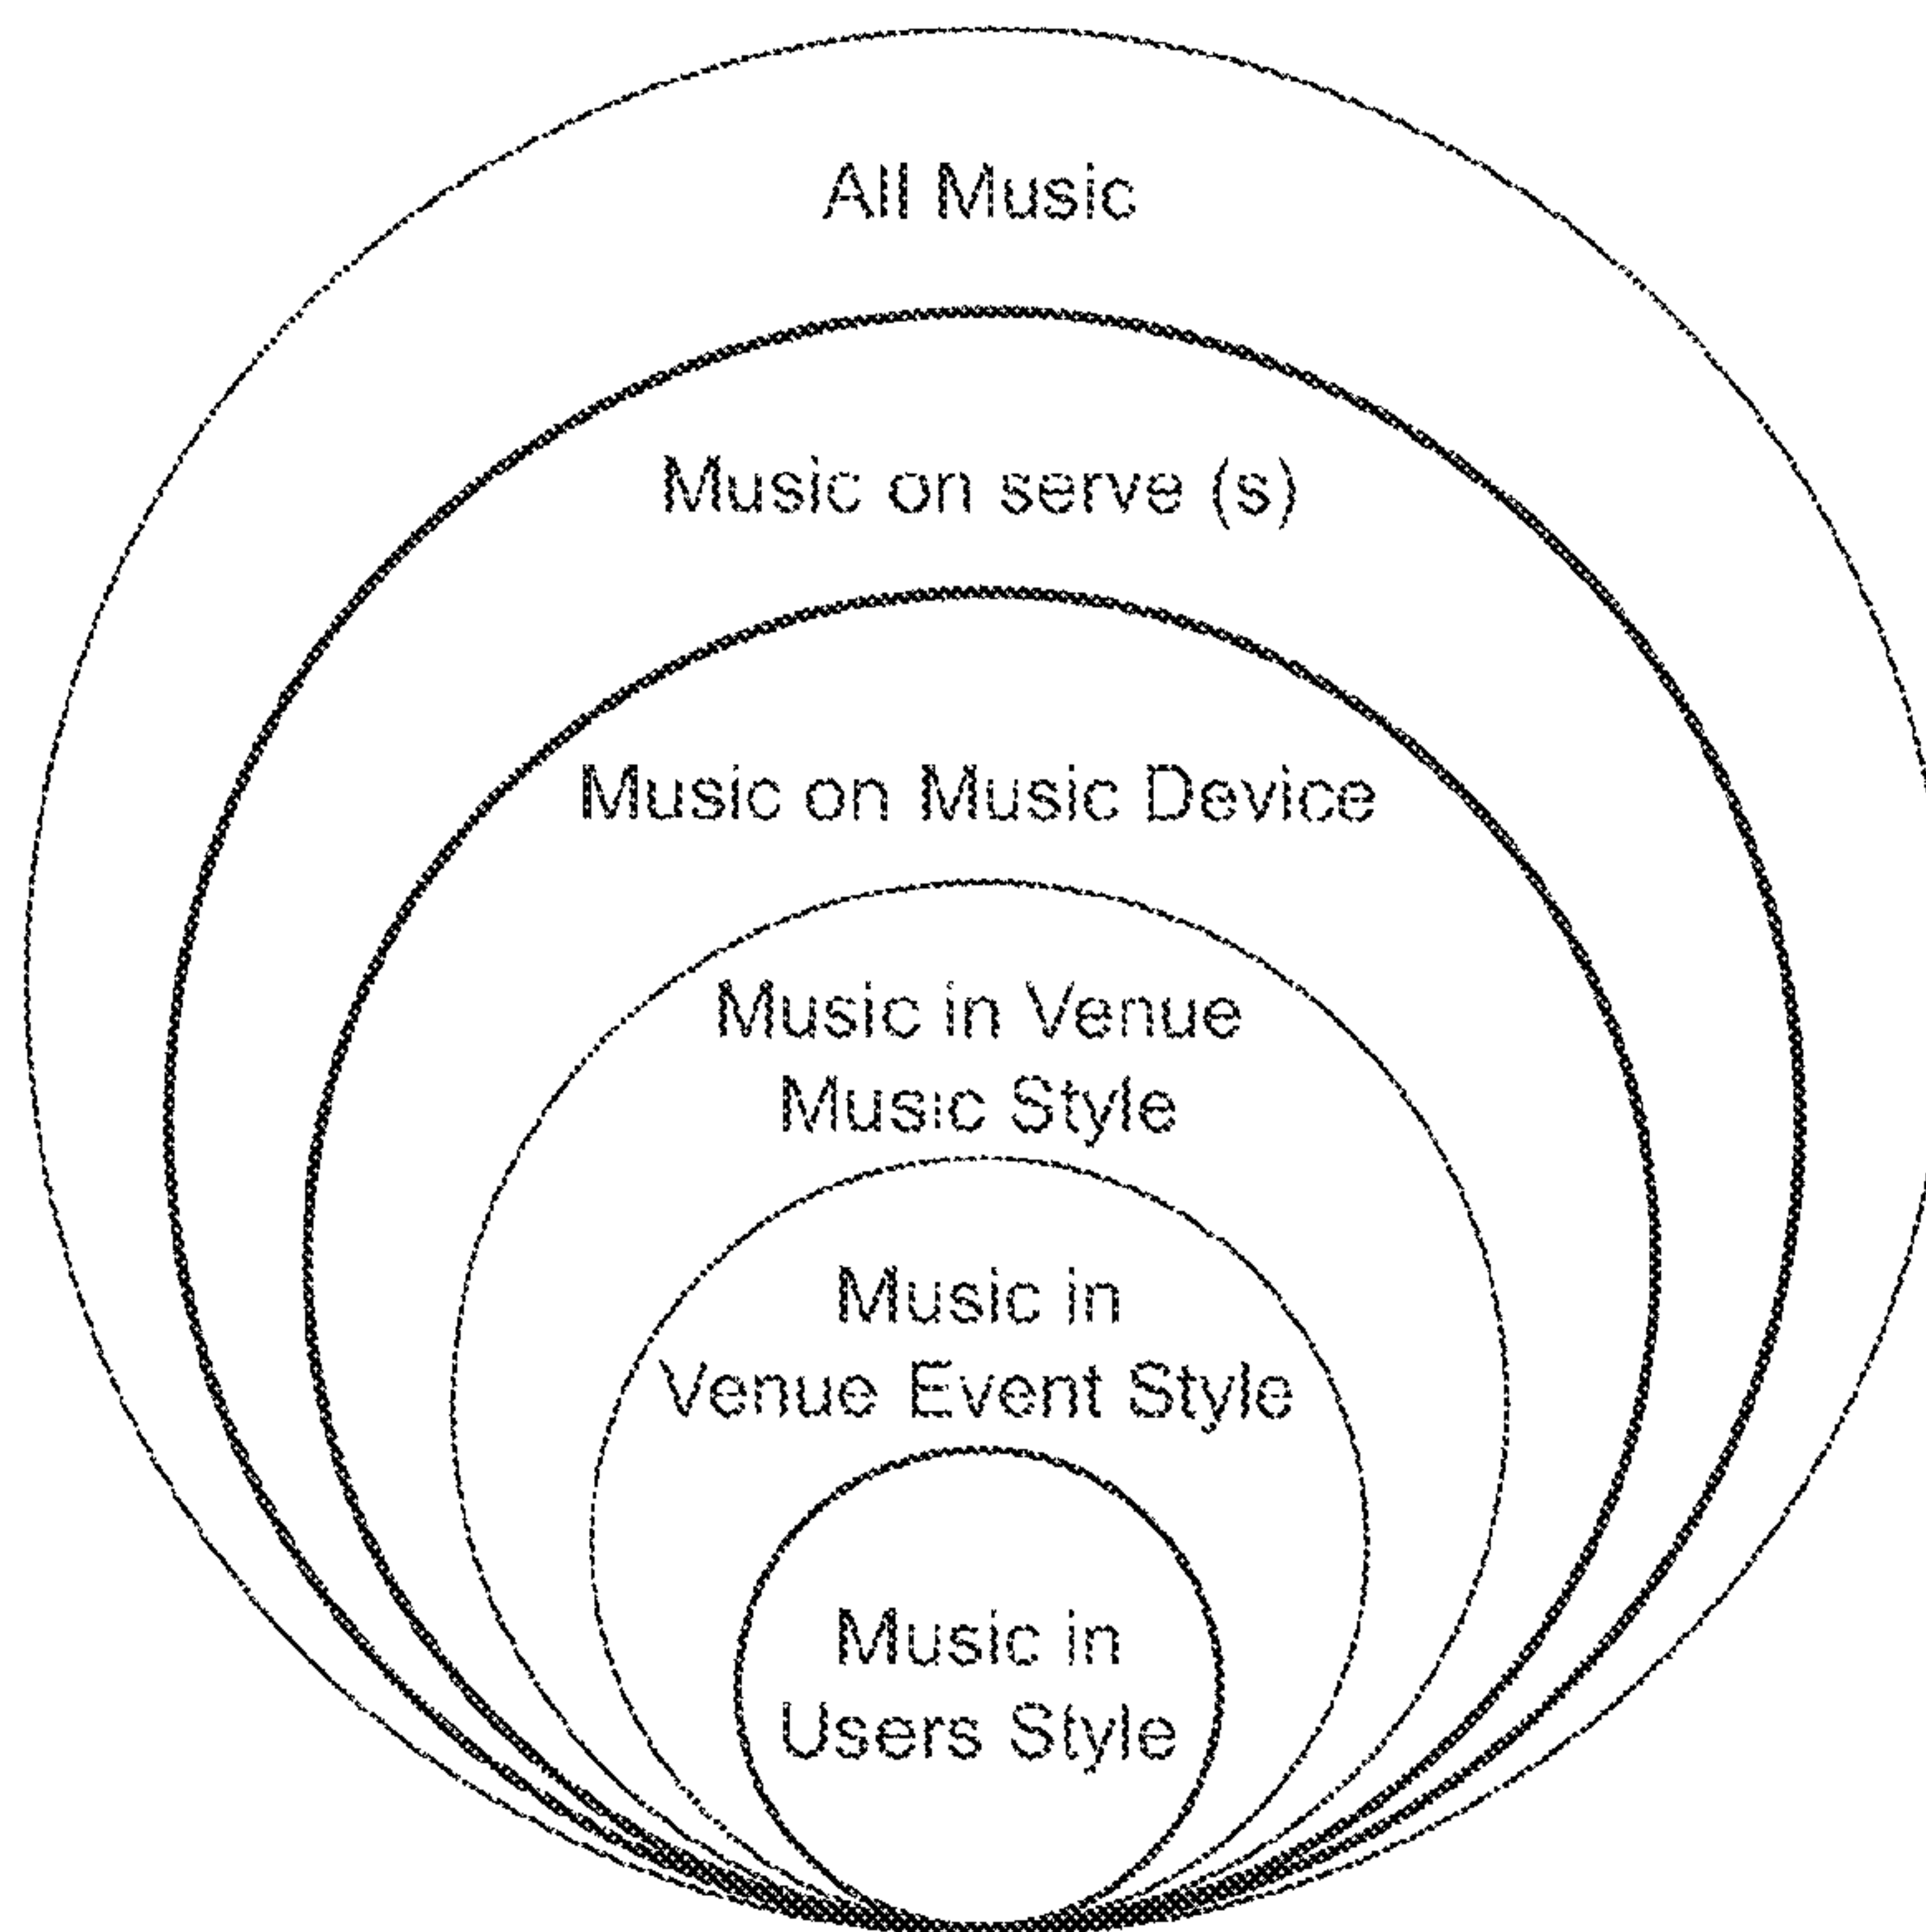 All Music
Music on serve (s)
Music on Music Device
Music in Venue
Music Style
Music in
Venue Event Style
Music in
Users Style